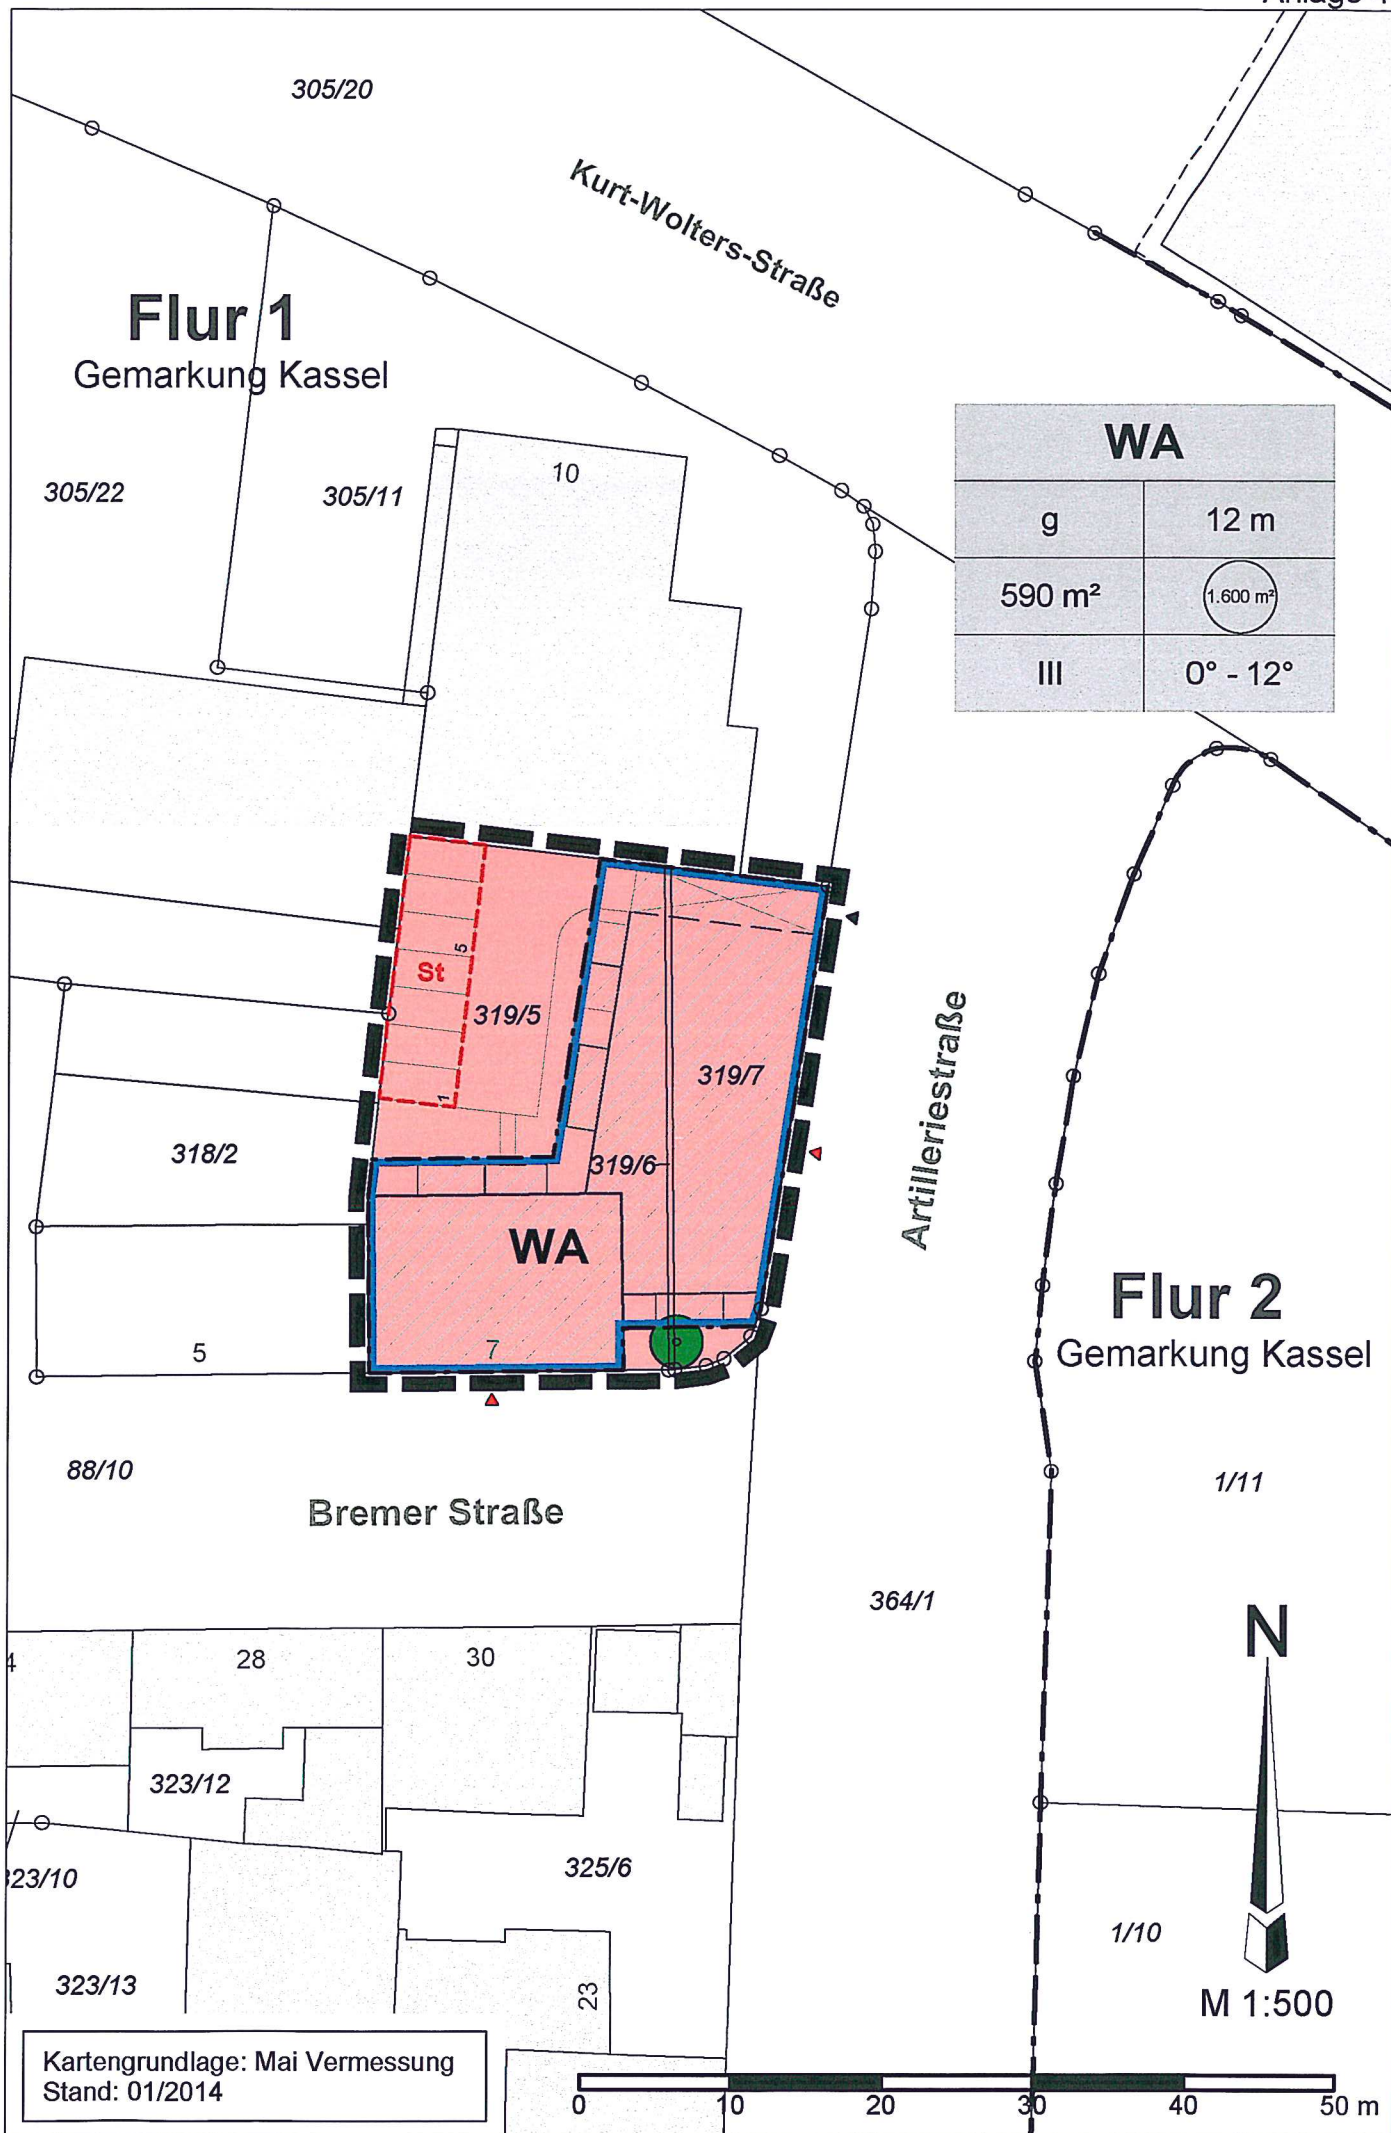 305/20
Kurt-Wolters-Straße
Flur 1
Gemarkung Kassel
305/22
305/11
10
WA
g
12 m
590 m²
1.600 m²
III
0° - 12°
5
St
319/5
319/7
1
318/2
319/6
Artilleriestraße
WA
Flur 2
Gemarkung Kassel
5
7
88/10
Bremer Straße
1/11
364/1
N
28
30
323/12
325/6
1/10
323/13
23
M 1:500
Kartengrundlage: Mai Vermessung
Stand: 01/2014
0 10 20 30 40 50 m